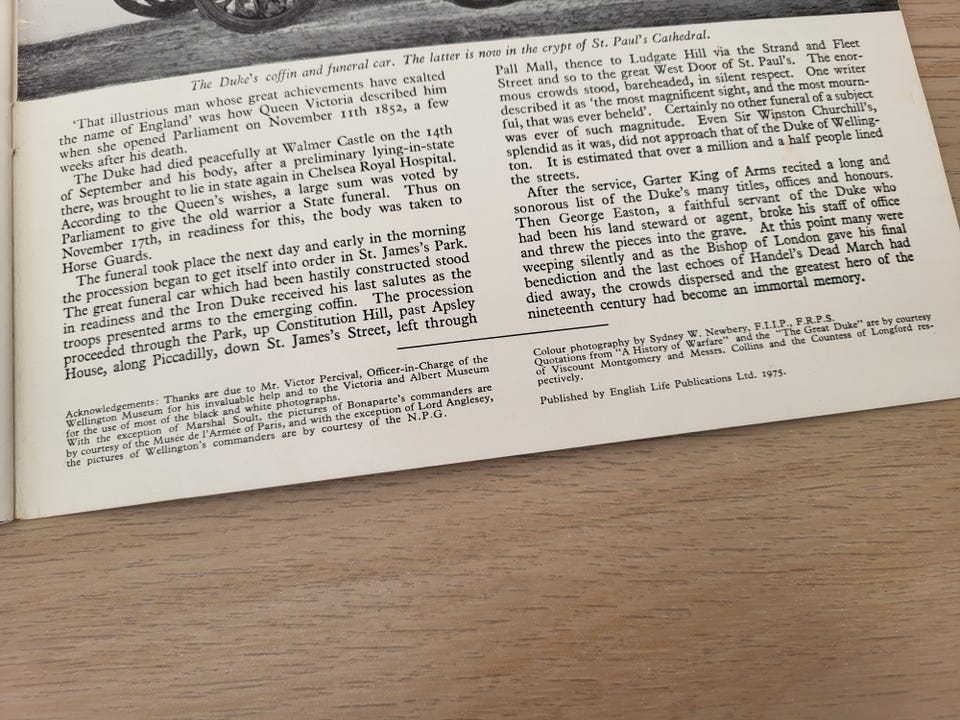 The Duke's coffin and funeral car. The latter is now in the crypt of St. Paul's Cathedral.
'That illustrious man whose great achievements have exalted
the name of England' was how Queen Victoria described him
when she opened Parliament on November 11th 1852, a few
weeks after his death.
The Duke had died peacefully at Walmer Castle on the 14th
of September and his body, after a preliminary lying-in-state
there, was brought to lie in state again in Chelsea Royal Hospital.
According to the Queen's wishes, a large sum was voted by
Parliament to give the old warrior a State funeral. Thus on
November 17th, in readiness for this, the body was taken to
Horse Guards.
The funeral took place the next day and early in the morning
the procession began to get itself into order in St. James's Park.
The great funeral car which had been hastily constructed stood
in readiness and the Iron Duke received his last salutes as the
troops presented arms to the emerging coffin. The procession
proceeded through the Park, up Constitution Hill, past Apsley
House, along Piccadilly, down St. James's Street, left through
Pall Mall, thence to Ludgate Hill via the Strand and Fleet
Street and so to the great West Door of St. Paul's. The enor-
mous crowds stood, bareheaded, in silent respect. One writer
described it as 'the most magnificent sight, and the most mourn-
ful, that was ever beheld'. Certainly no other funeral of a subject
was ever of such magnitude. Even Sir Winston Churchill's,
splendid as it was, did not approach that of the Duke of Welling-
ton. It is estimated that over a million and a half people lined
the streets.
After the service, Garter King of Arms recited a long and
sonorous list of the Duke's many titles, offices and honours.
Then George Easton, a faithful servant of the Duke who
had been his land steward or agent, broke his staff of office
and threw the pieces into the grave. At this point many were
weeping silently and as the Bishop of London gave his final
benediction and the last echoes of Handel's Dead March had
died away, the crowds dispersed and the greatest hero of the
nineteenth century had become an immortal memory.
Acknowledgements: Thanks are due to Mr. Victor Percival, Officer-in-Charge of the
Wellington Museum for his invaluable help and to the Victoria and Albert Museum
for the use of most of the black and white photographs.
With the exception of Marshal Soult, the pictures of Bonaparte's commanders are
by courtesy of the Musée de l'Armée of Paris, and with the exception of Lord Anglesey,
the pictures of Wellington's commanders are by courtesy of the N.P.G.
Colour photography by Sydney W. Newbery, F.I.I.P., F.R.P.S.
Quotations from "A History of Warfare" and the "The Great Duke" are by courtesy
of Viscount Montgomery and Messrs. Collins and the Countess of Longford res-
pectively.
Published by English Life Publications Ltd. 1975.